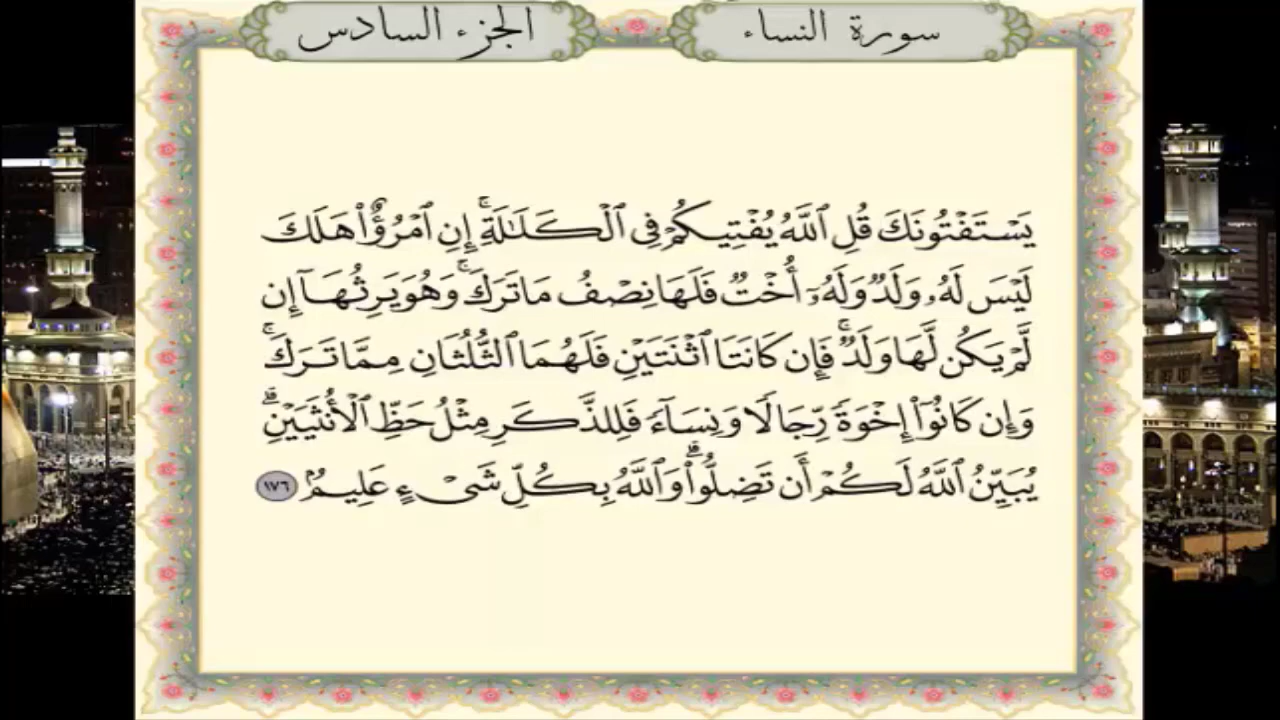 سورة النساء
الجزء السادس
يَسْتَفْتُونَكَ قُلِ ٱللَّهُ يُفْتِيكُمْ فِى ٱلْكَلَـٰلَةِ ۚ إِنِ ٱمْرُؤٌا۟ هَلَكَ
لَيْسَ لَهُۥ وَلَدٌ وَلَهُۥٓ أُخْتٌ فَلَهَا نِصْفُ مَا تَرَكَ ۚ وَهُوَ يَرِثُهَآ إِن
لَّمْ يَكُن لَّهَا وَلَدٌ ۚ فَإِن كَانَتَا ٱثْنَتَيْنِ فَلَهُمَا ٱلثُّلُثَانِ مِمَّا تَرَكَ ۚ
وَإِن كَانُوٓا۟ إِخْوَةً رِّجَالًا وَنِسَآءً فَلِلذَّكَرِ مِثْلُ حَظِّ ٱلْأُنثَيَيْنِ ۗ
يُبَيِّنُ ٱللَّهُ لَكُمْ أَن تَضِلُّوا۟ ۗ وَٱللَّهُ بِكُلِّ شَىْءٍ عَلِيمٌۢ ١٧٦